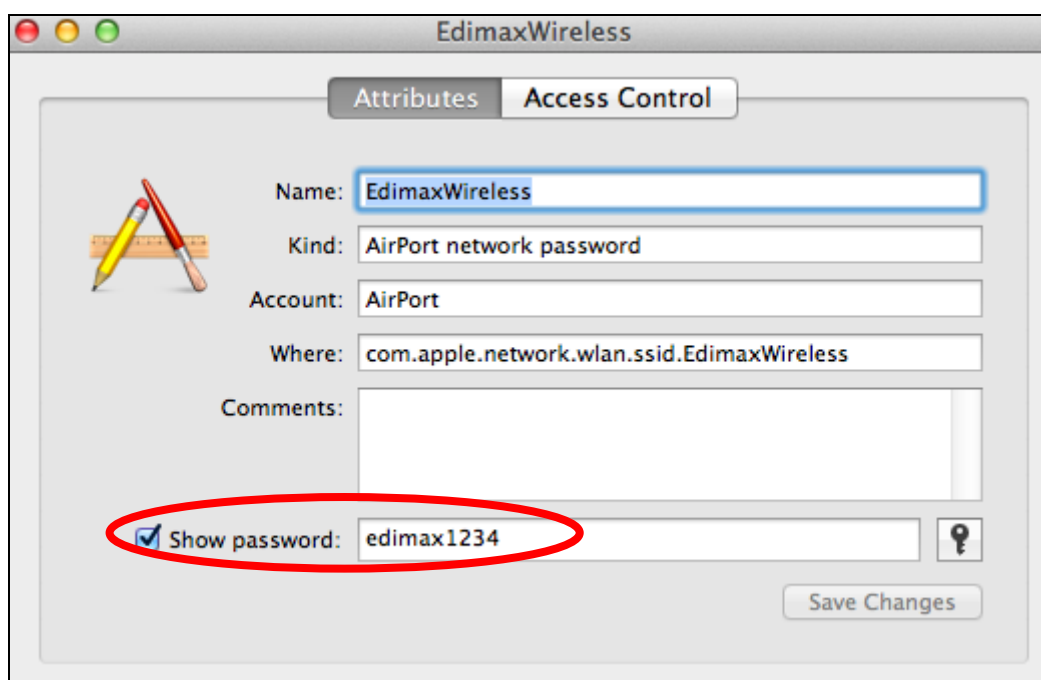 EdimaxWireless
Attributes Access Control
Name: EdimaxWireless
Kind: AirPort network password
Account: AirPort
Where: com.apple.network.wlan.ssid.EdimaxWireless
Comments:
Show password: edimax1234
Save Changes